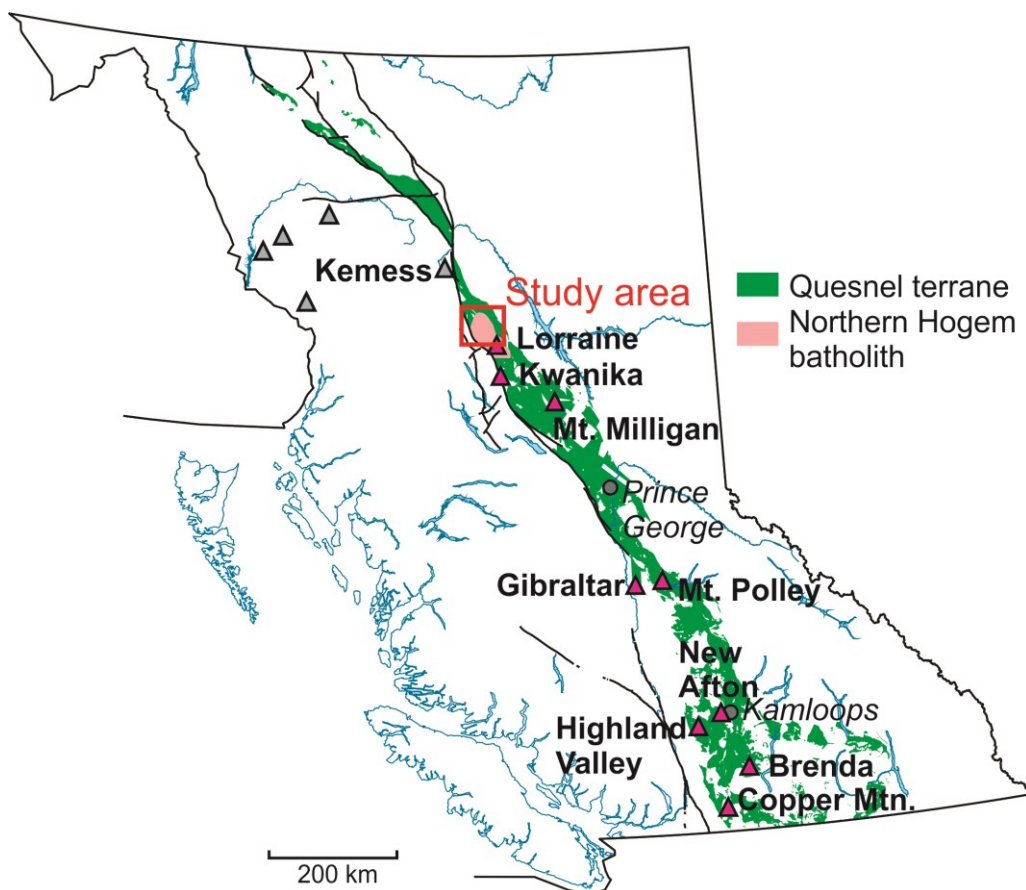 Kemess
Study area
Quesnel terrane
Northern Hogem
batholith
Lorraine
Kwanika
Mt. Milligan
Prince
George
Gibraltar
Mt. Polley
New
Afton
Kamloops
Highland
Valley
Brenda
Copper Mtn.
200 km